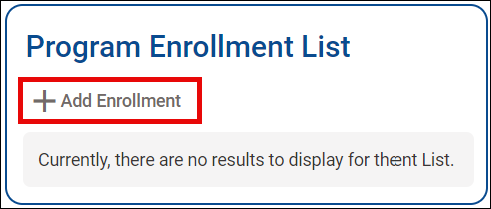 Program Enrollment List
Add Enrollment
Currently, there are no results to display for thent List.